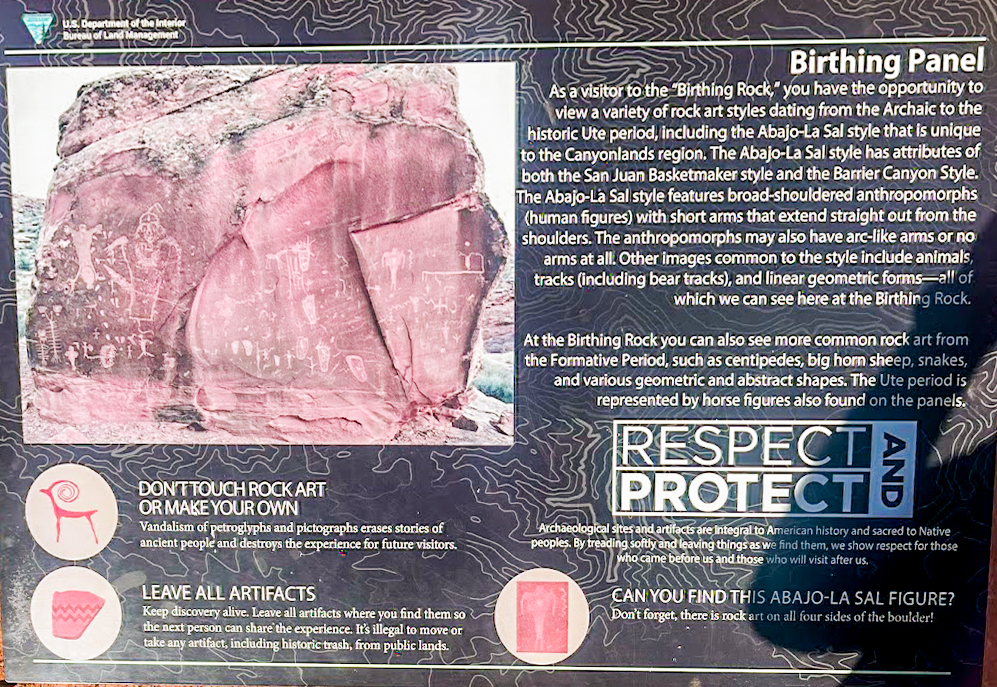 U.S. Department of the Interior
Bureau of Land Management
Birthing Panel
As a visitor to the "Birthing Rock," you have the opportunity to
view a variety of rock art styles dating from the Archaic to the
historic Ute period, including the Abajo-La Sal style that is unique
to the Canyonlands region. The Abajo-La Sal style has attributes of
both the San Juan Basketmaker style and the Barrier Canyon Style.
The Abajo-La Sal style features broad-shouldered anthropomorphs
(human figures) with short arms that extend straight out from the
shoulders. The anthropomorphs may also have arc-like arms or no
arms at all. Other images common to the style include animals,
tracks (including bear tracks), and linear geometric forms—all of
which we can see here at the Birthing Rock.
At the Birthing Rock you can also see more common rock art from
the Formative Period, such as centipedes, big horn sheep, snakes,
and various geometric and abstract shapes. The Ute period is
represented by horse figures also found on the panels.
RESPECT
AND
PROTECT
Archaeological sites and artifacts are integral to American history and sacred to Native
peoples. By treading softly and leaving things as we find them, we show respect for those
who came before us and those who will visit after us.
DON'T TOUCH ROCK ART
OR MAKE YOUR OWN
Vandalism of petroglyphs and pictographs erases stories of
ancient people and destroys the experience for future visitors.
LEAVE ALL ARTIFACTS
Keep discovery alive. Leave all artifacts where you find them so
the next person can share the experience. It's illegal to move or
take any artifact, including historic trash, from public lands.
CAN YOU FIND THIS ABAJO-LA SAL FIGURE?
Don't forget, there is rock art on all four sides of the boulder!